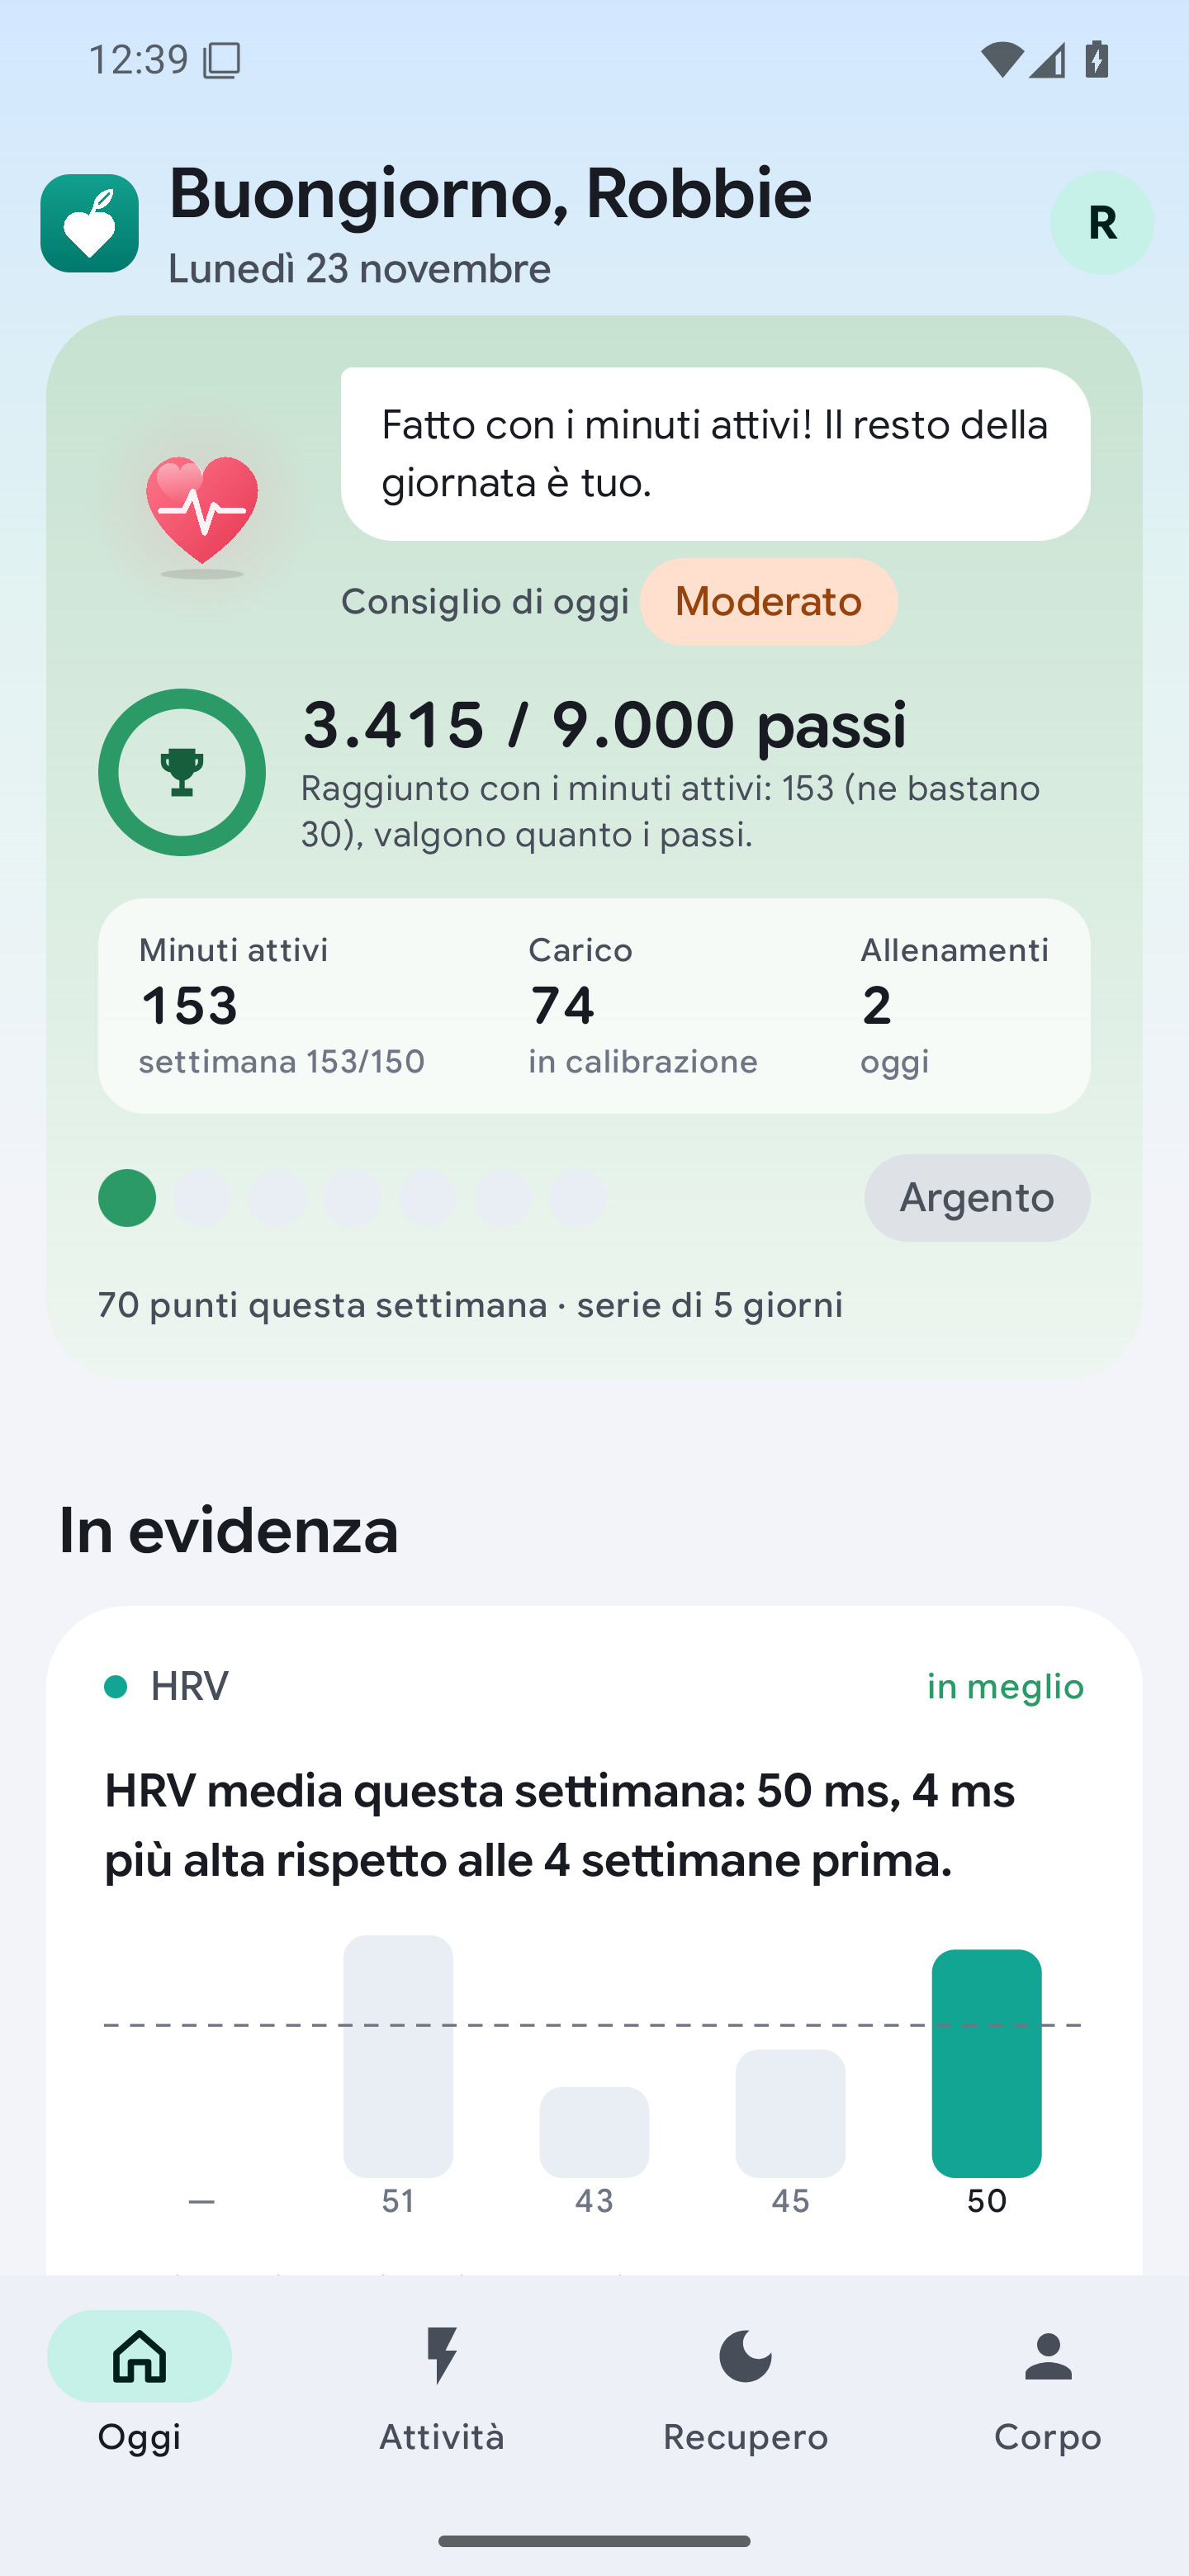 12:39
Buongiorno, Robbie
Lunedì 23 novembre
R
Fatto con i minuti attivi! Il resto della
giornata è tuo.
Consiglio di oggi
Moderato
3.415 / 9.000 passi
Raggiunto con i minuti attivi: 153 (ne bastano
30), valgono quanto i passi.
Minuti attivi
153
settimana 153/150
Carico
74
in calibrazione
Allenamenti
2
oggi
Argento
70 punti questa settimana · serie di 5 giorni
In evidenza
HRV
in meglio
HRV media questa settimana: 50 ms, 4 ms
più alta rispetto alle 4 settimane prima.
—
51
43
45
50
Oggi
Attività
Recupero
Corpo